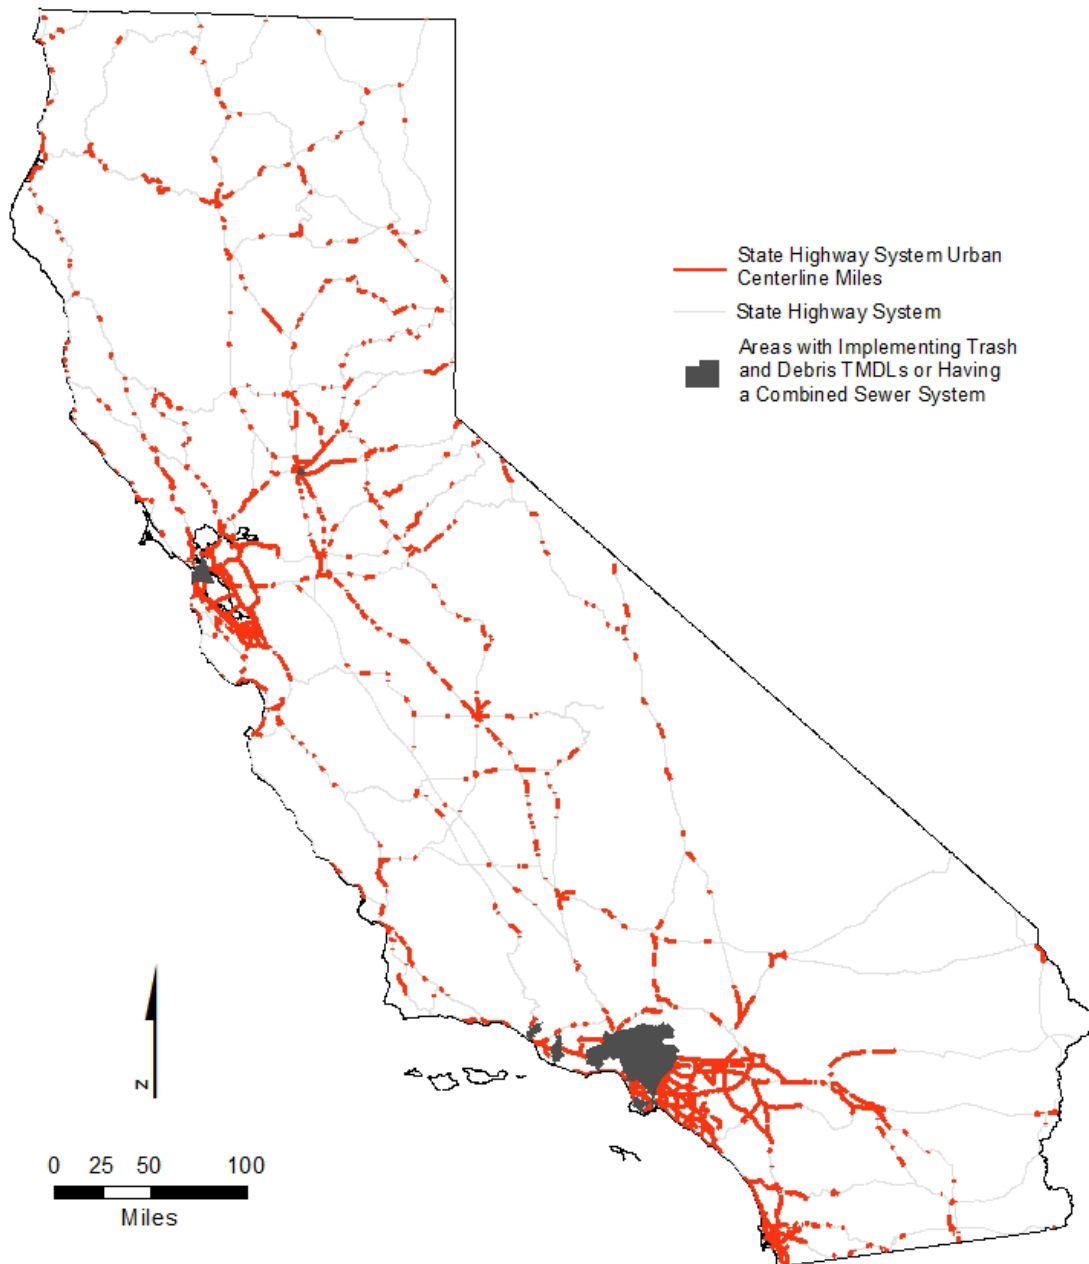 State Highway System Urban
Centerline Miles
State Highway System
Areas with Implementing Trash
and Debris TMDLs or Having
a Combined Sewer System
N
0 25 50 100
Miles